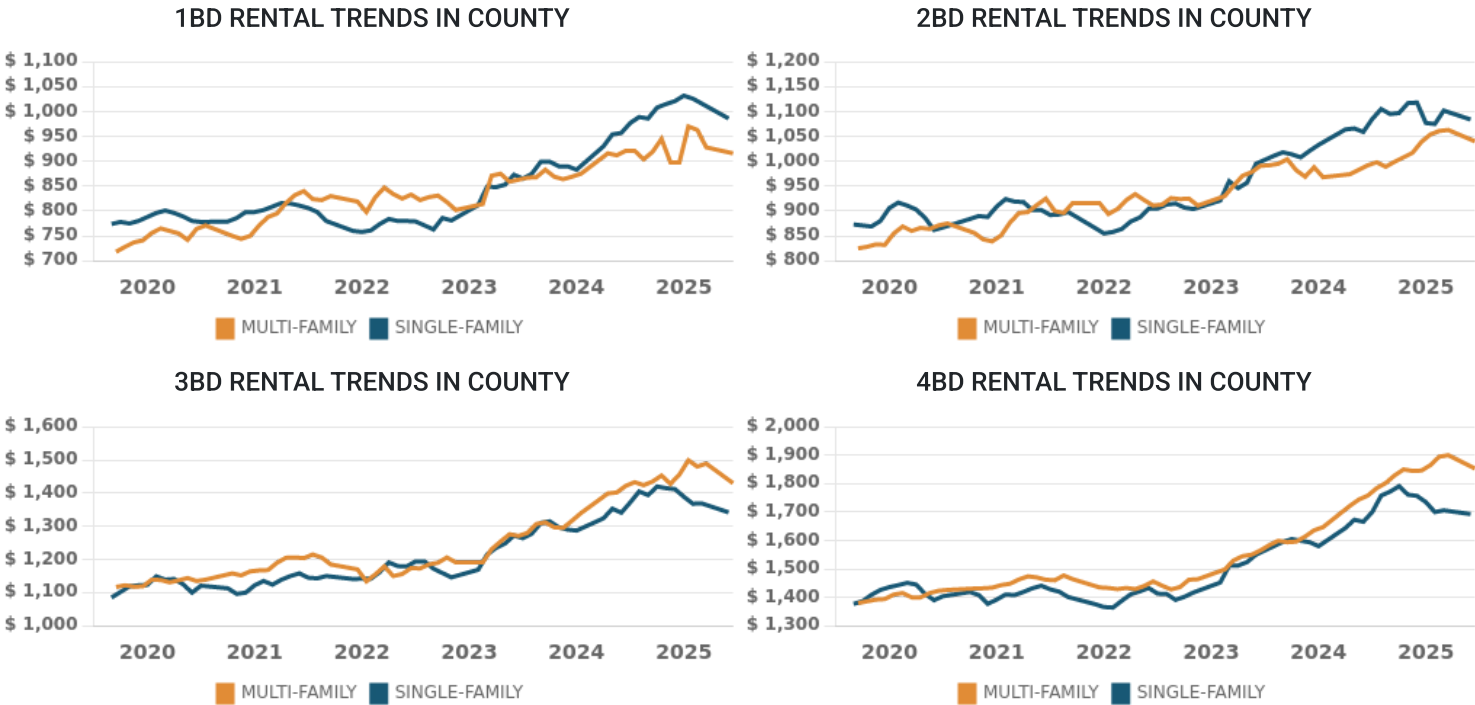 1BD RENTAL TRENDS IN COUNTY
$ 1,100
$ 1,050
$ 1,000
$ 950
$ 900
$ 850
$ 800
$ 750
$ 700
2020 2021 2022 2023 2024 2025
MULTI-FAMILY SINGLE-FAMILY
2BD RENTAL TRENDS IN COUNTY
$ 1,200
$ 1,150
$ 1,100
$ 1,050
$ 1,000
$ 950
$ 900
$ 850
$ 800
2020 2021 2022 2023 2024 2025
MULTI-FAMILY SINGLE-FAMILY
3BD RENTAL TRENDS IN COUNTY
$ 1,600
$ 1,500
$ 1,400
$ 1,300
$ 1,200
$ 1,100
$ 1,000
2020 2021 2022 2023 2024 2025
MULTI-FAMILY SINGLE-FAMILY
4BD RENTAL TRENDS IN COUNTY
$ 2,000
$ 1,900
$ 1,800
$ 1,700
$ 1,600
$ 1,500
$ 1,400
$ 1,300
2020 2021 2022 2023 2024 2025
MULTI-FAMILY SINGLE-FAMILY